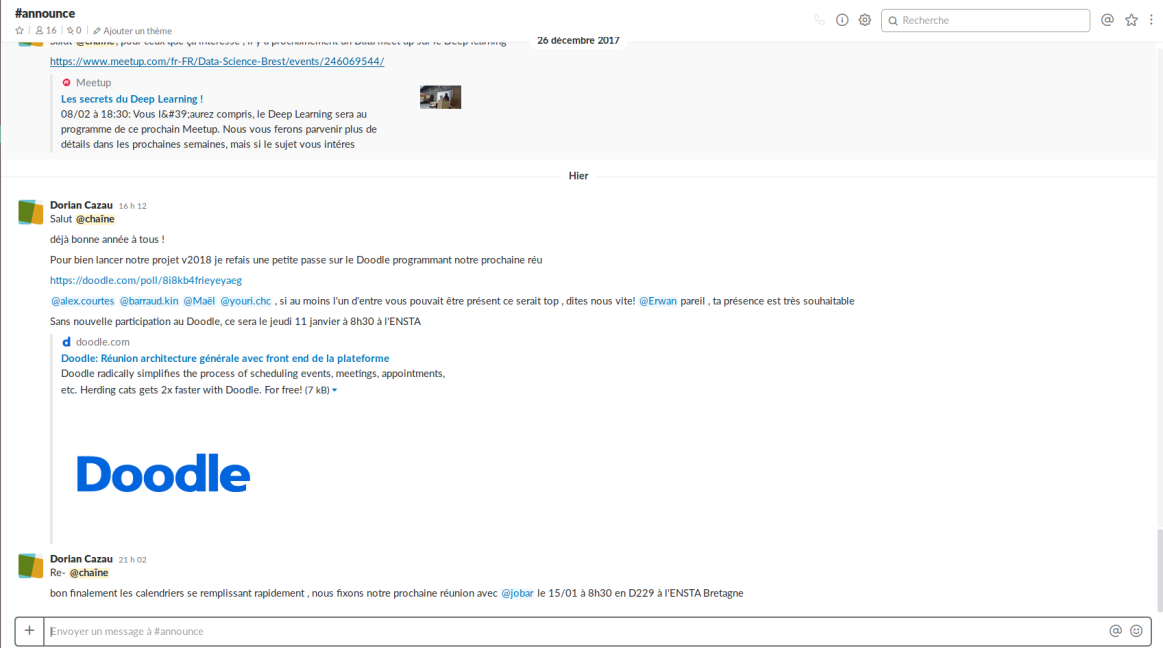 #announce
16
0
Ajouter un thème
Recherche
26 décembre 2017
Salut @chaîne, pour ceux que ça intéresse , il y a prochainement un Data meet up sur le Deep learning
https://www.meetup.com/fr-FR/Data-Science-Brest/events/246069544/
Meetup
Les secrets du Deep Learning !
08/02 à 18:30: Vous l&#39;aurez compris, le Deep Learning sera au
programme de ce prochain Meetup. Nous vous ferons parvenir plus de
détails dans les prochaines semaines, mais si le sujet vous intéres
Hier
Dorian Cazau 16 h 12
Salut @chaîne
déjà bonne année à tous !
Pour bien lancer notre projet v2018 je refais une petite passe sur le Doodle programmant notre prochaine réu
https://doodle.com/poll/8i8kb4frieyeyaeg
@alex.courtes @barraud.kin @Maël @youri.chc , si au moins l'un d'entre vous pouvait être présent ce serait top , dites nous vite! @Erwan pareil , ta présence est très souhaitable
Sans nouvelle participation au Doodle, ce sera le jeudi 11 janvier à 8h30 à l'ENSTA
doodle.com
Doodle: Réunion architecture générale avec front end de la plateforme
Doodle radically simplifies the process of scheduling events, meetings, appointments,
etc. Herding cats gets 2x faster with Doodle. For free! (7 kB)
Doodle
Dorian Cazau 21 h 02
Re- @chaîne
bon finalement les calendriers se remplissant rapidement , nous fixons notre prochaine réunion avec @jobar le 15/01 à 8h30 en D229 à l'ENSTA Bretagne
Envoyer un message à #announce